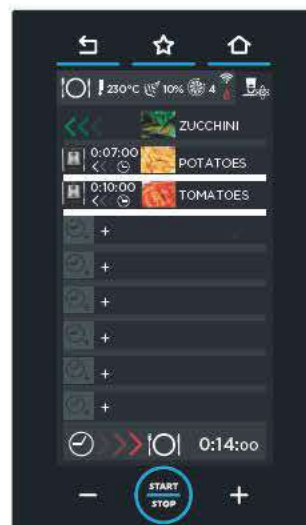 230°C 10% 4
ZUCCHINI
0:07:00 POTATOES
0:10:00 TOMATOES
+
+
+
+
+
+
0:14:00
− START STOP +